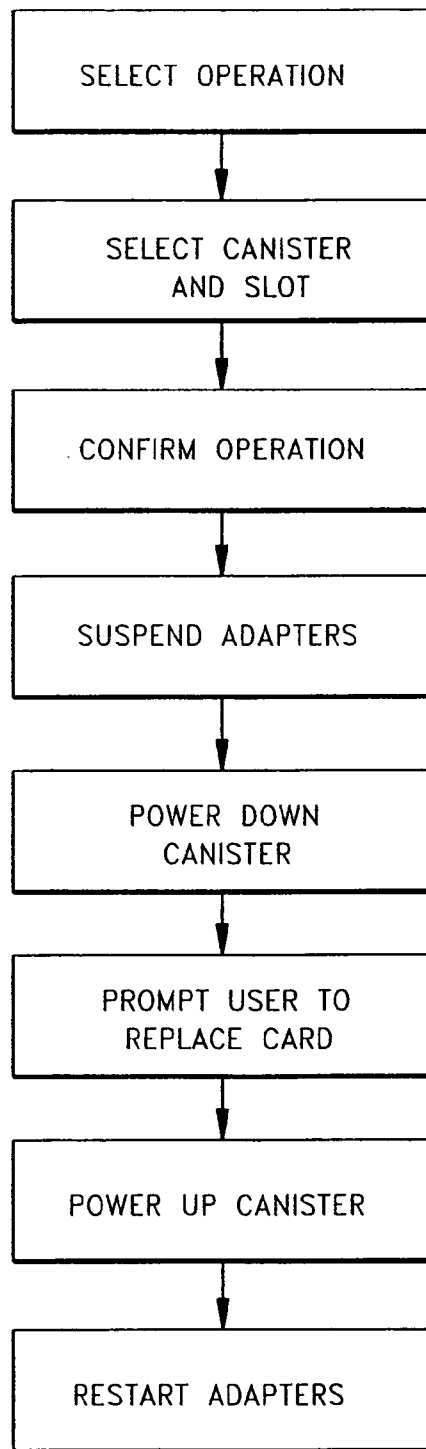 SELECT OPERATION
SELECT CANISTER
AND SLOT
CONFIRM OPERATION
SUSPEND ADAPTERS
POWER DOWN
CANISTER
PROMPT USER TO
REPLACE CARD
POWER UP CANISTER
RESTART ADAPTERS